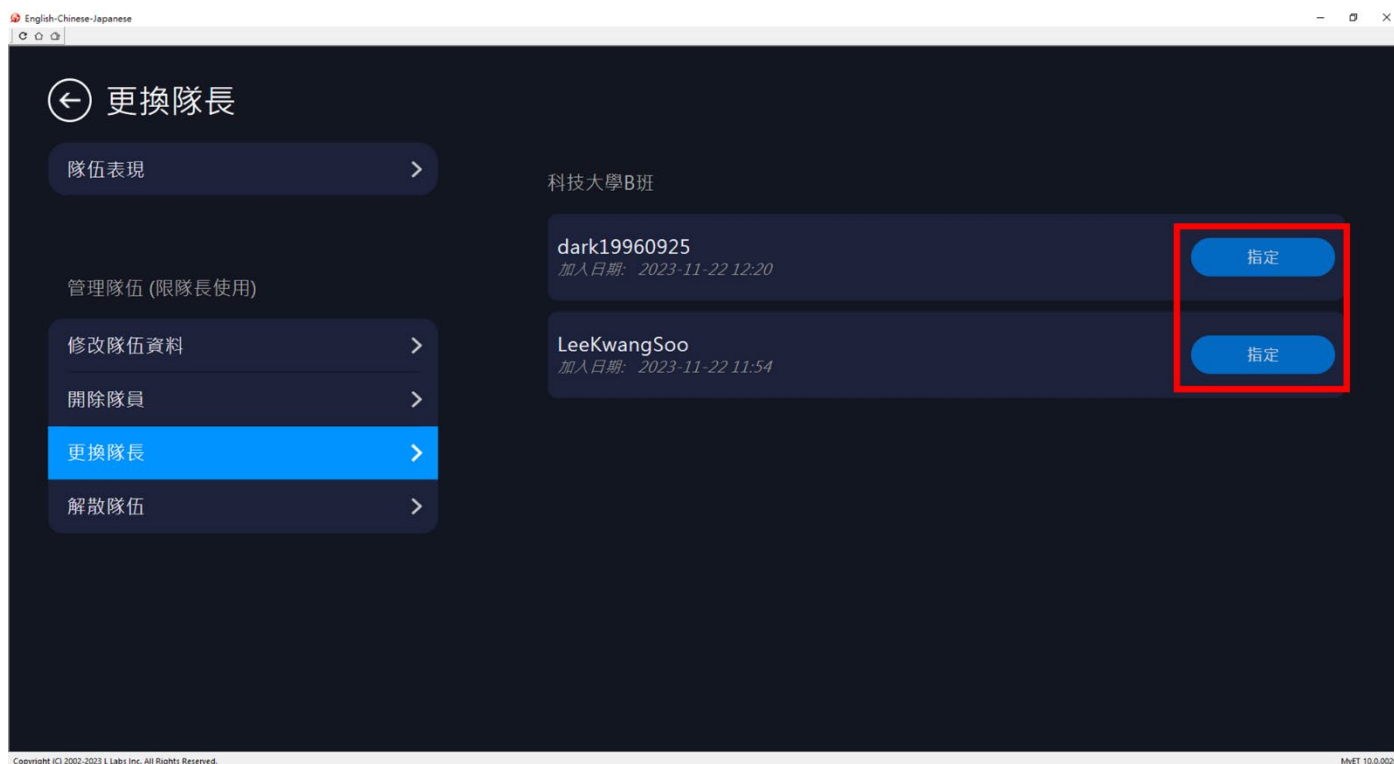 English-Chinese-Japanese
更換隊長
隊伍表現
管理隊伍 (限隊長使用)
修改隊伍資料
開除隊員
更換隊長
解散隊伍
科技大學B班
dark19960925
加入日期: 2023-11-22 12:20
指定
LeeKwangSoo
加入日期: 2023-11-22 11:54
指定
Copyright (C) 2002-2023 L Labs Inc. All Rights Reserved.
MyET 10.0.002